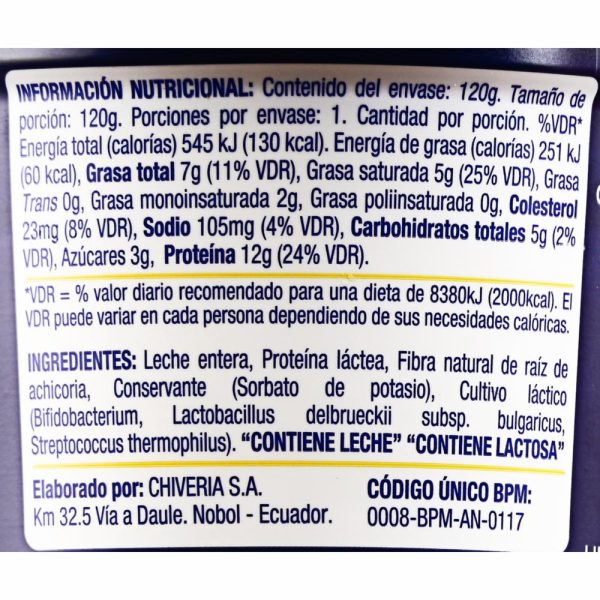 INFORMACIÓN NUTRICIONAL: Contenido del envase: 120g. Tamaño de
porción: 120g. Porciones por envase: 1. Cantidad por porción. %VDR*
Energía total (calorías) 545 kJ (130 kcal). Energía de grasa (calorías) 251 kJ
(60 kcal), Grasa total 7g (11% VDR), Grasa saturada 5g (25% VDR), Grasa
Trans 0g, Grasa monoinsaturada 2g, Grasa poliinsaturada 0g, Colesterol
23mg (8% VDR), Sodio 105mg (4% VDR), Carbohidratos totales 5g (2%
VDR), Azúcares 3g, Proteína 12g (24% VDR).
*VDR = % valor diario recomendado para una dieta de 8380kJ (2000kcal). El
VDR puede variar en cada persona dependiendo de sus necesidades calóricas.
INGREDIENTES: Leche entera, Proteína láctea, Fibra natural de raíz de
achicoria, Conservante (Sorbato de potasio), Cultivo láctico
(Bifidobacterium, Lactobacillus delbrueckii subsp. bulgaricus,
Streptococcus thermophilus). “CONTIENE LECHE” “CONTIENE LACTOSA”
Elaborado por: CHIVERIA S.A.
Km 32.5 Vía a Daule. Nobol - Ecuador.
CÓDIGO ÚNICO BPM:
0008-BPM-AN-0117